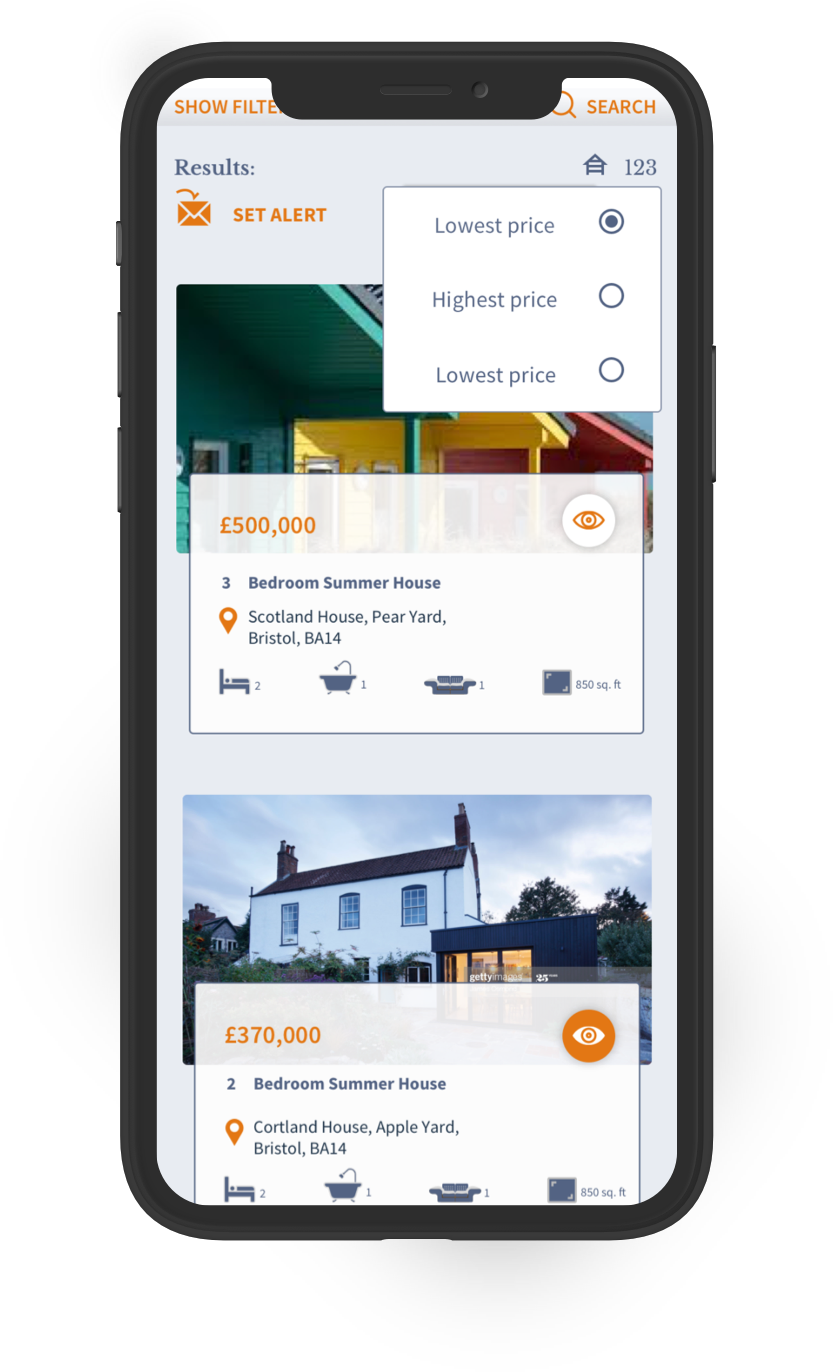 SHOW FILTE
SEARCH
Results:
123
SET ALERT
Lowest price
Highest price
Lowest price
£500,000
3 Bedroom Summer House
Scotland House, Pear Yard,
Bristol, BA14
2
1
1
850 sq. ft
gettyimages
25
£370,000
2 Bedroom Summer House
Cortland House, Apple Yard,
Bristol, BA14
2
1
1
850 sq. ft